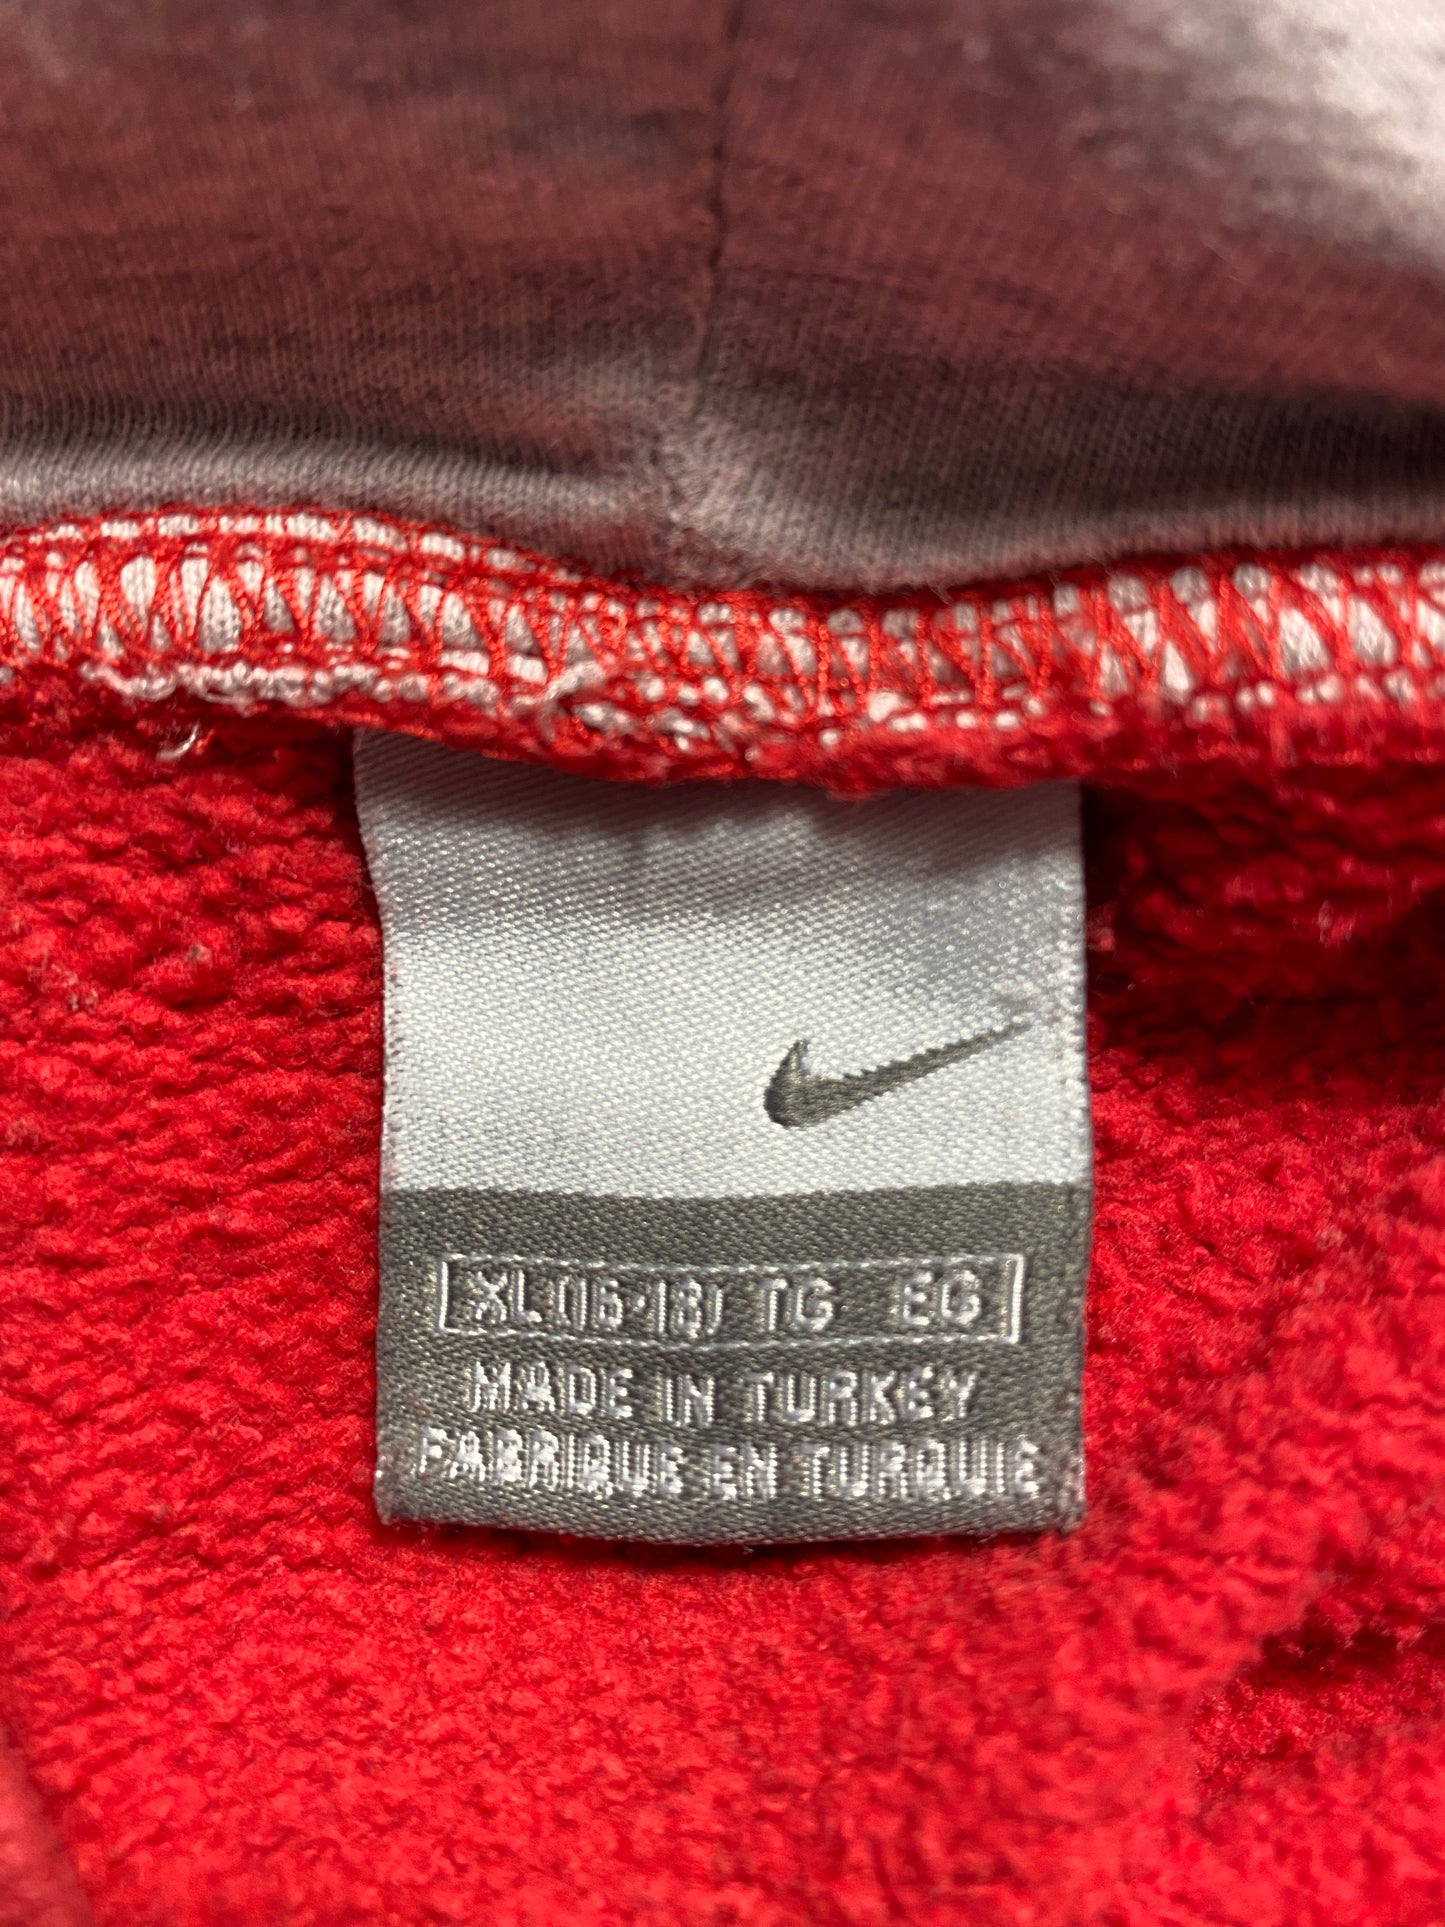 XL (16-18) TG EG
MADE IN TURKEY
FABRIQUE EN TURQUIE